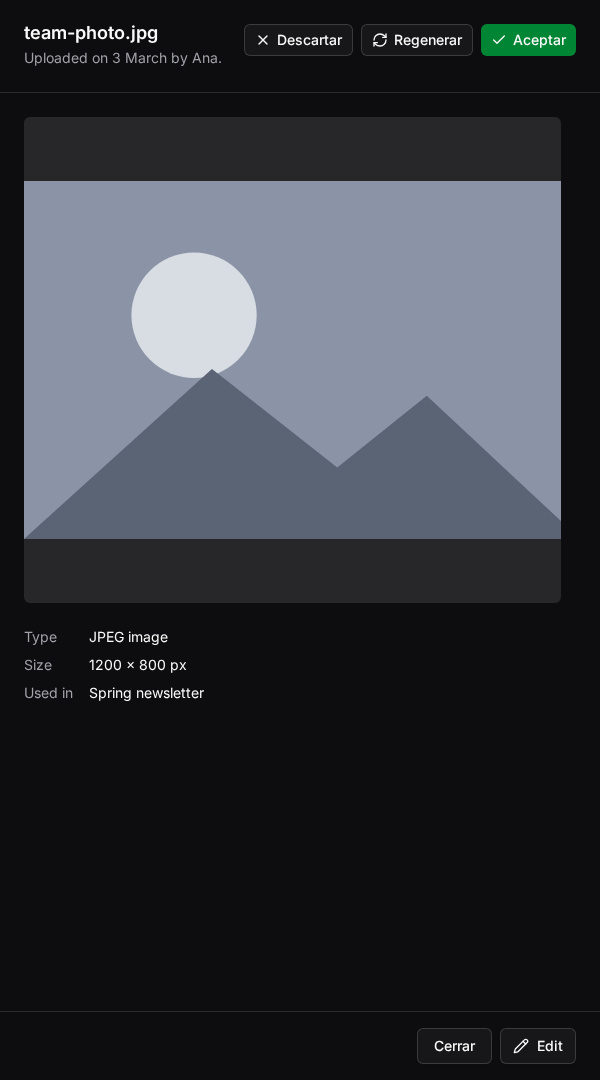 team-photo.jpg
Uploaded on 3 March by Ana.
Descartar
Regenerar
Aceptar
Type JPEG image
Size 1200 × 800 px
Used in Spring newsletter
Cerrar
Edit